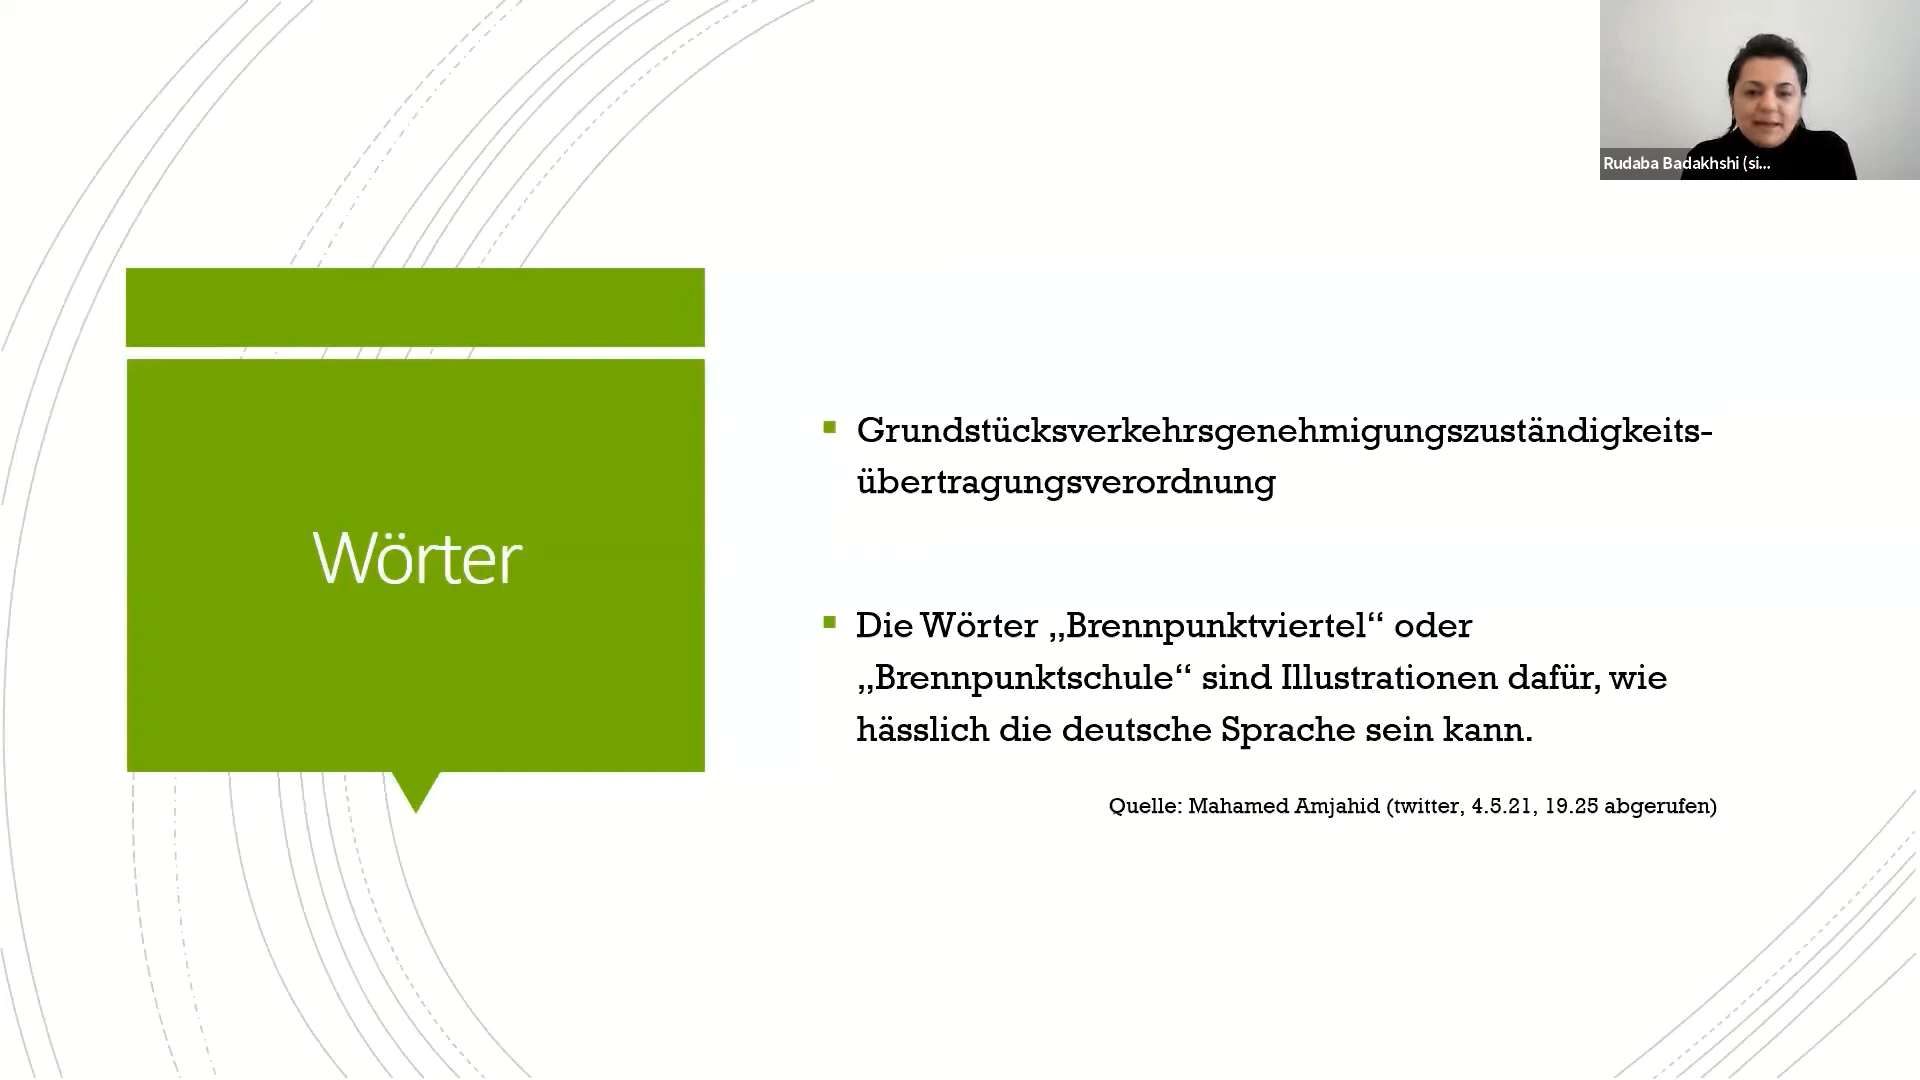 Rudaba Badakhshi (si...
Wörter
Grundstücksverkehrsgenehmigungszuständigkeits-
übertragungsverordnung
Die Wörter „Brennpunktviertel“ oder
„Brennpunktschule“ sind Illustrationen dafür, wie
hässlich die deutsche Sprache sein kann.
Quelle: Mahamed Amjahid (twitter, 4.5.21, 19.25 abgerufen)